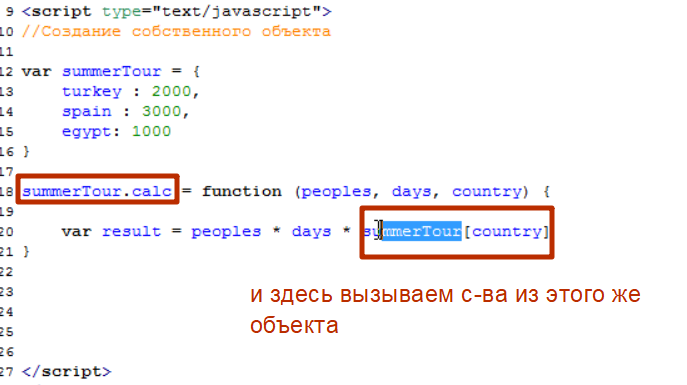 9 <script type="text/javascript">
10 //Создание собственного объекта
11
12 var summerTour = {
13 turkey : 2000,
14 spain : 3000,
15 egypt: 1000
16 }
17
18 summerTour.calc = function (peoples, days, country) {
19
20 var result = peoples * days * summerTour[country]
21 }
22
23
24
25
26
27 </script>
и здесь вызываем с-ва из этого же
объекта